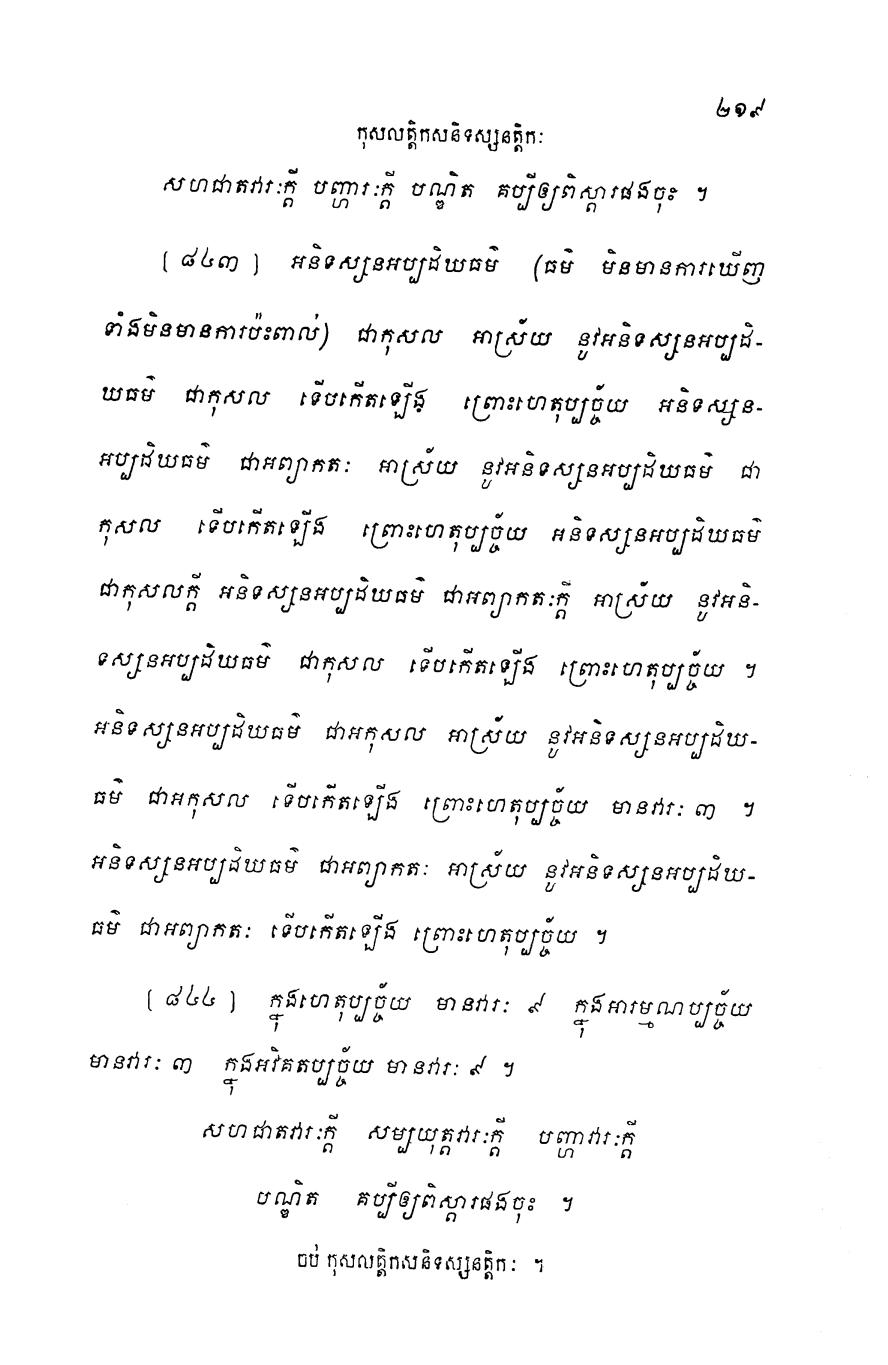 ២១៩
កុសលត្តិកសនិទស្សនត្តិកៈ
សហជាតវារៈក្តី បញ្ហារៈក្តី បណ្ឌិត គប្បីឲ្យពិស្តារផងចុះ ។
[ ៨៤៣ ] អនិទស្សនអប្បដិឃធម៌ (ធម៌ មិនមានការឃើញ
ទាំងមិនមានការប៉ះពាល់) ជាកុសល អាស្រ័យ នូវអនិទស្សនអប្បដិ-
ឃធម៌ ជាកុសល ទើបកើតឡើង ព្រោះហេតុប្បច្ច័យ អនិទស្សន-
អប្បដិឃធម៌ ជាអព្យាកតៈ អាស្រ័យ នូវអនិទស្សនអប្បដិឃធម៌ ជា
កុសល ទើបកើតឡើង ព្រោះហេតុប្បច្ច័យ អនិទស្សនអប្បដិឃធម៌
ជាកុសលក្តី អនិទស្សនអប្បដិឃធម៌ ជាអព្យាកតៈក្តី អាស្រ័យ នូវអនិ-
ទស្សនអប្បដិឃធម៌ ជាកុសល ទើបកើតឡើង ព្រោះហេតុប្បច្ច័យ ។
អនិទស្សនអប្បដិឃធម៌ ជាអកុសល អាស្រ័យ នូវអនិទស្សនអប្បដិឃ-
ធម៌ ជាអកុសល ទើបកើតឡើង ព្រោះហេតុប្បច្ច័យ មានវារៈ ៣ ។
អនិទស្សនអប្បដិឃធម៌ ជាអព្យាកតៈ អាស្រ័យ នូវអនិទស្សនអប្បដិឃ-
ធម៌ ជាអព្យាកតៈ ទើបកើតឡើង ព្រោះហេតុប្បច្ច័យ ។
[ ៨៤៤ ] ក្នុងហេតុប្បច្ច័យ មានវារៈ ៩ ក្នុងអារម្មណប្បច្ច័យ
មានវារៈ ៣ ក្នុងអវិគតប្បច្ច័យ មានវារៈ ៩ ។
សហជាតវារៈក្តី សម្បយុត្តវារៈក្តី បញ្ហាវារៈក្តី
បណ្ឌិត គប្បីឲ្យពិស្តារផងចុះ ។
ចប់ កុសលត្តិកសនិទស្សនត្តិកៈ ។